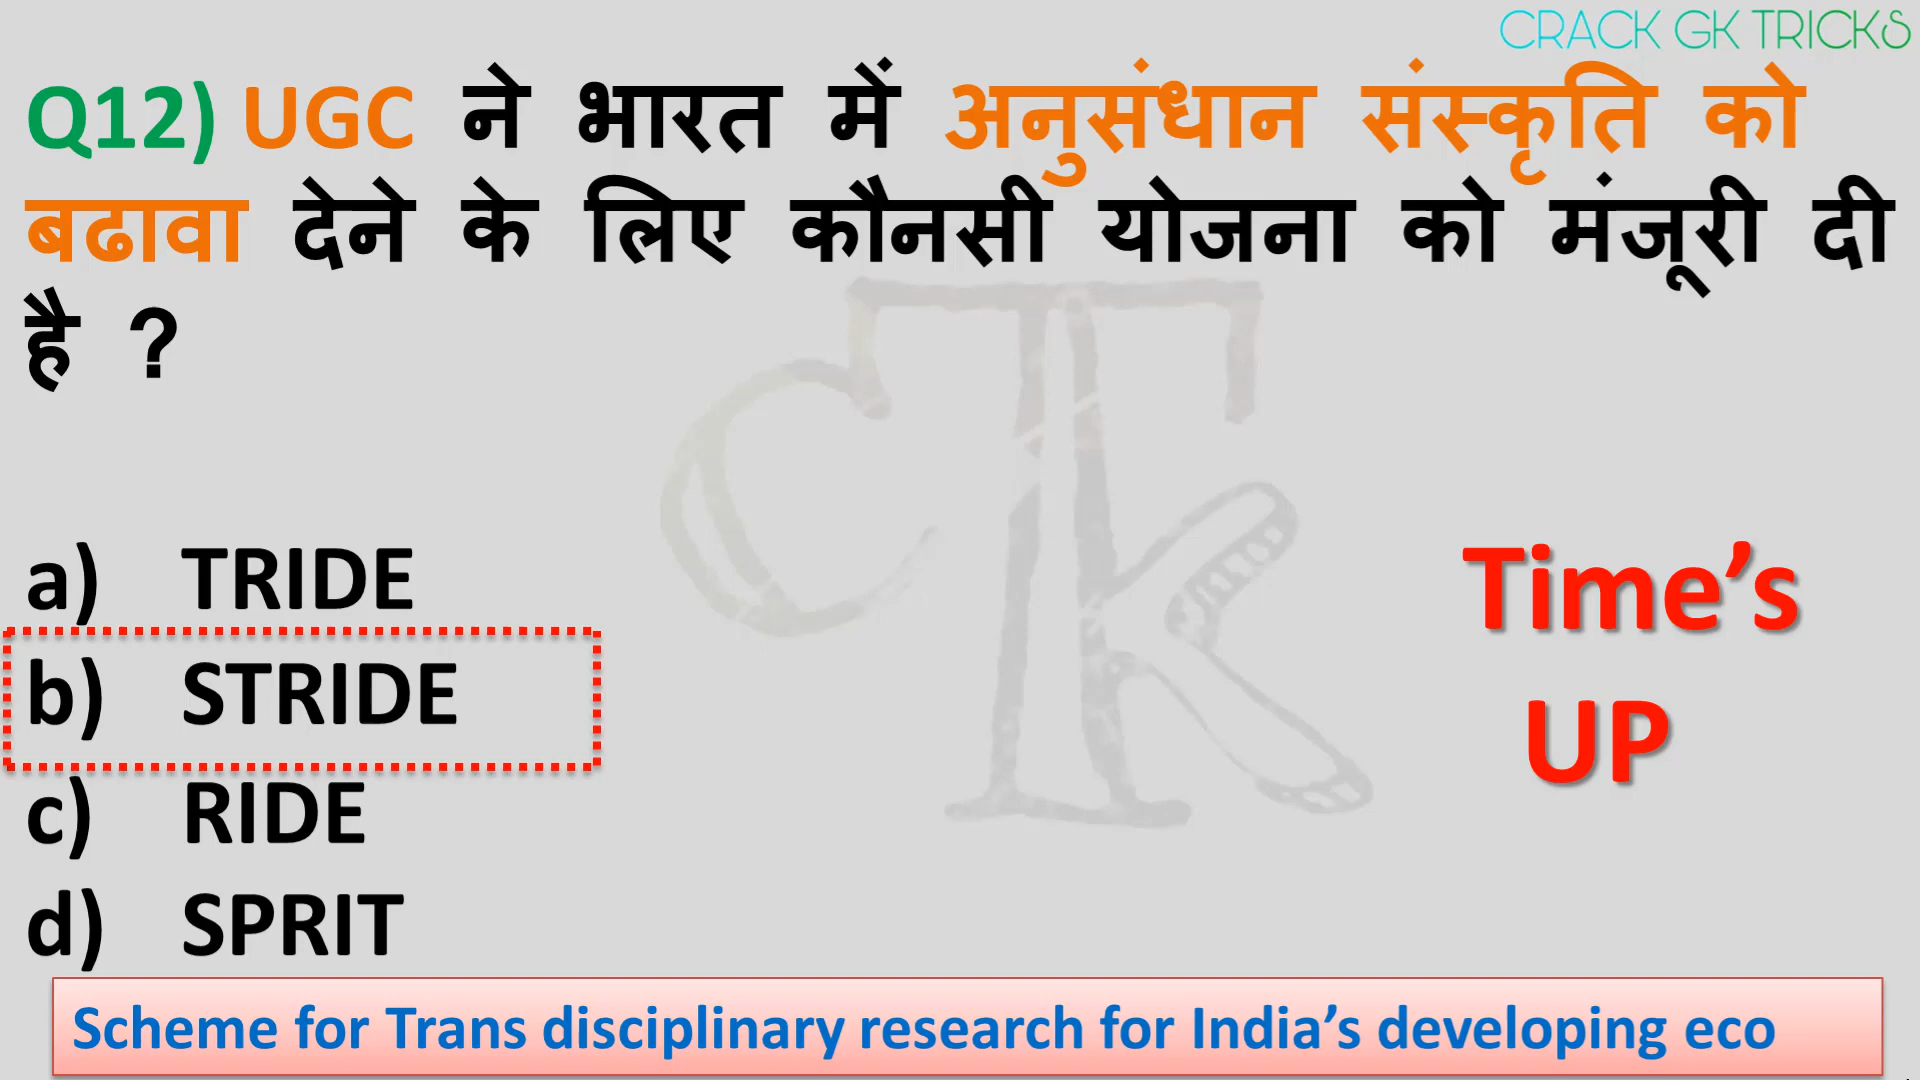 CRACK GK TRICKS
Q12) UGC ने भारत में अनुसंधान संस्कृति को
बढावा देने के लिए कौनसी योजना को मंजूरी दी
है ?
a) TRIDE
b) STRIDE
c) RIDE
d) SPRIT
Time’s
UP
Scheme for Trans disciplinary research for India’s developing eco